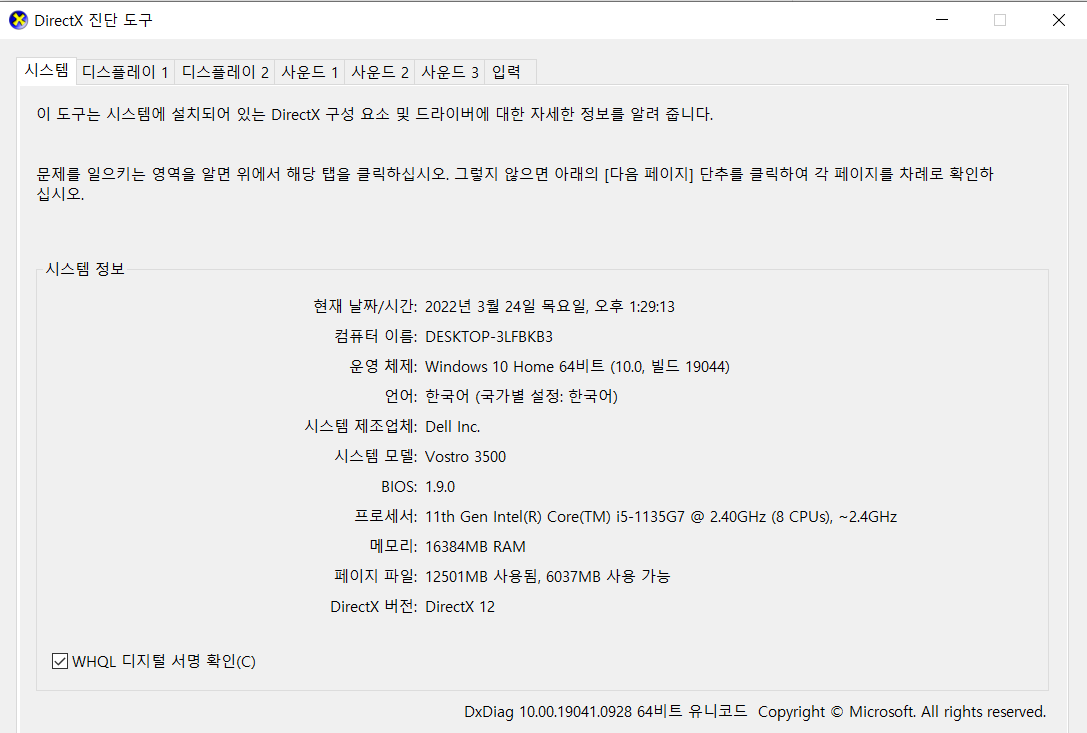 DirectX 진단 도구
시스템 디스플레이 1 디스플레이 2 사운드 1 사운드 2 사운드 3 입력
이 도구는 시스템에 설치되어 있는 DirectX 구성 요소 및 드라이버에 대한 자세한 정보를 알려 줍니다.
문제를 일으키는 영역을 알면 위에서 해당 탭을 클릭하십시오. 그렇지 않으면 아래의 [다음 페이지] 단추를 클릭하여 각 페이지를 차례로 확인하
십시오.
시스템 정보
현재 날짜/시간: 2022년 3월 24일 목요일, 오후 1:29:13
컴퓨터 이름: DESKTOP-3LFBKB3
운영 체제: Windows 10 Home 64비트 (10.0, 빌드 19044)
언어: 한국어 (국가별 설정: 한국어)
시스템 제조업체: Dell Inc.
시스템 모델: Vostro 3500
BIOS: 1.9.0
프로세서: 11th Gen Intel(R) Core(TM) i5-1135G7 @ 2.40GHz (8 CPUs), ~2.4GHz
메모리: 16384MB RAM
페이지 파일: 12501MB 사용됨, 6037MB 사용 가능
DirectX 버전: DirectX 12
WHQL 디지털 서명 확인(C)
DxDiag 10.00.19041.0928 64비트 유니코드 Copyright © Microsoft. All rights reserved.